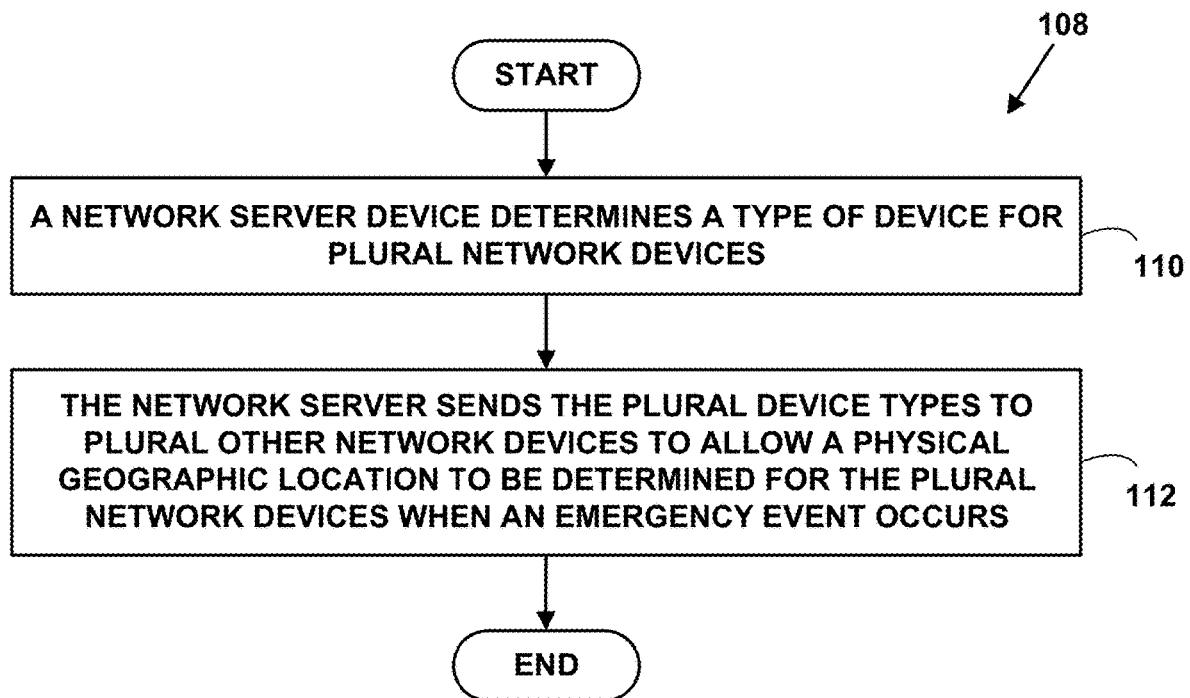 108
START
A NETWORK SERVER DEVICE DETERMINES A TYPE OF DEVICE FOR
PLURAL NETWORK DEVICES
110
THE NETWORK SERVER SENDS THE PLURAL DEVICE TYPES TO
PLURAL OTHER NETWORK DEVICES TO ALLOW A PHYSICAL
GEOGRAPHIC LOCATION TO BE DETERMINED FOR THE PLURAL
NETWORK DEVICES WHEN AN EMERGENCY EVENT OCCURS
112
END